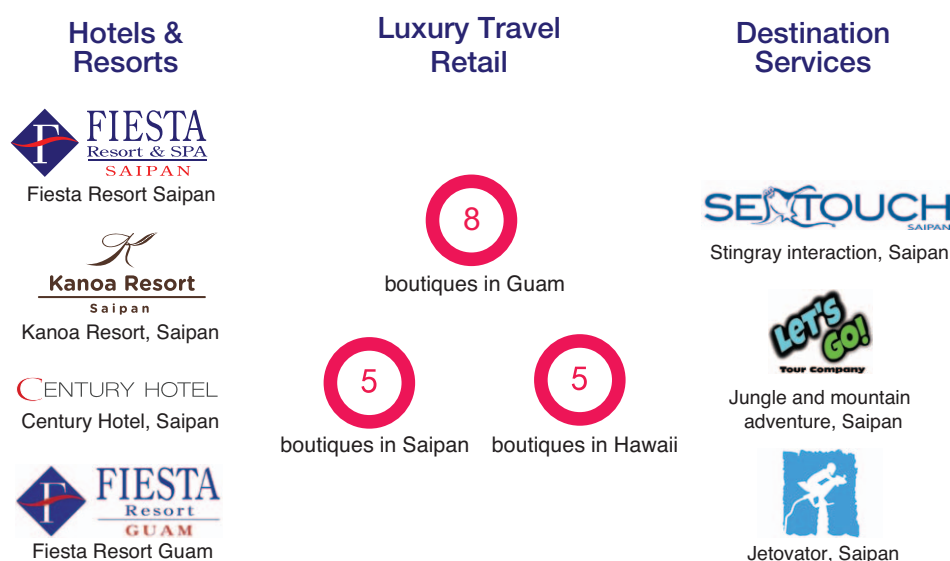 Hotels &
Resorts
F FIESTA
Resort & SPA
SAIPAN
Fiesta Resort Saipan
K
Kanoa Resort
Saipan
Kanoa Resort, Saipan
CENTURY HOTEL
Century Hotel, Saipan
F FIESTA
Resort
GUAM
Fiesta Resort Guam
Luxury Travel
Retail
8
boutiques in Guam
5
boutiques in Saipan
5
boutiques in Hawaii
Destination
Services
SEATOUCH
SAIPAN
Stingray interaction, Saipan
LET'S
GO!
Tour Company
Jungle and mountain
adventure, Saipan
Jetovator, Saipan